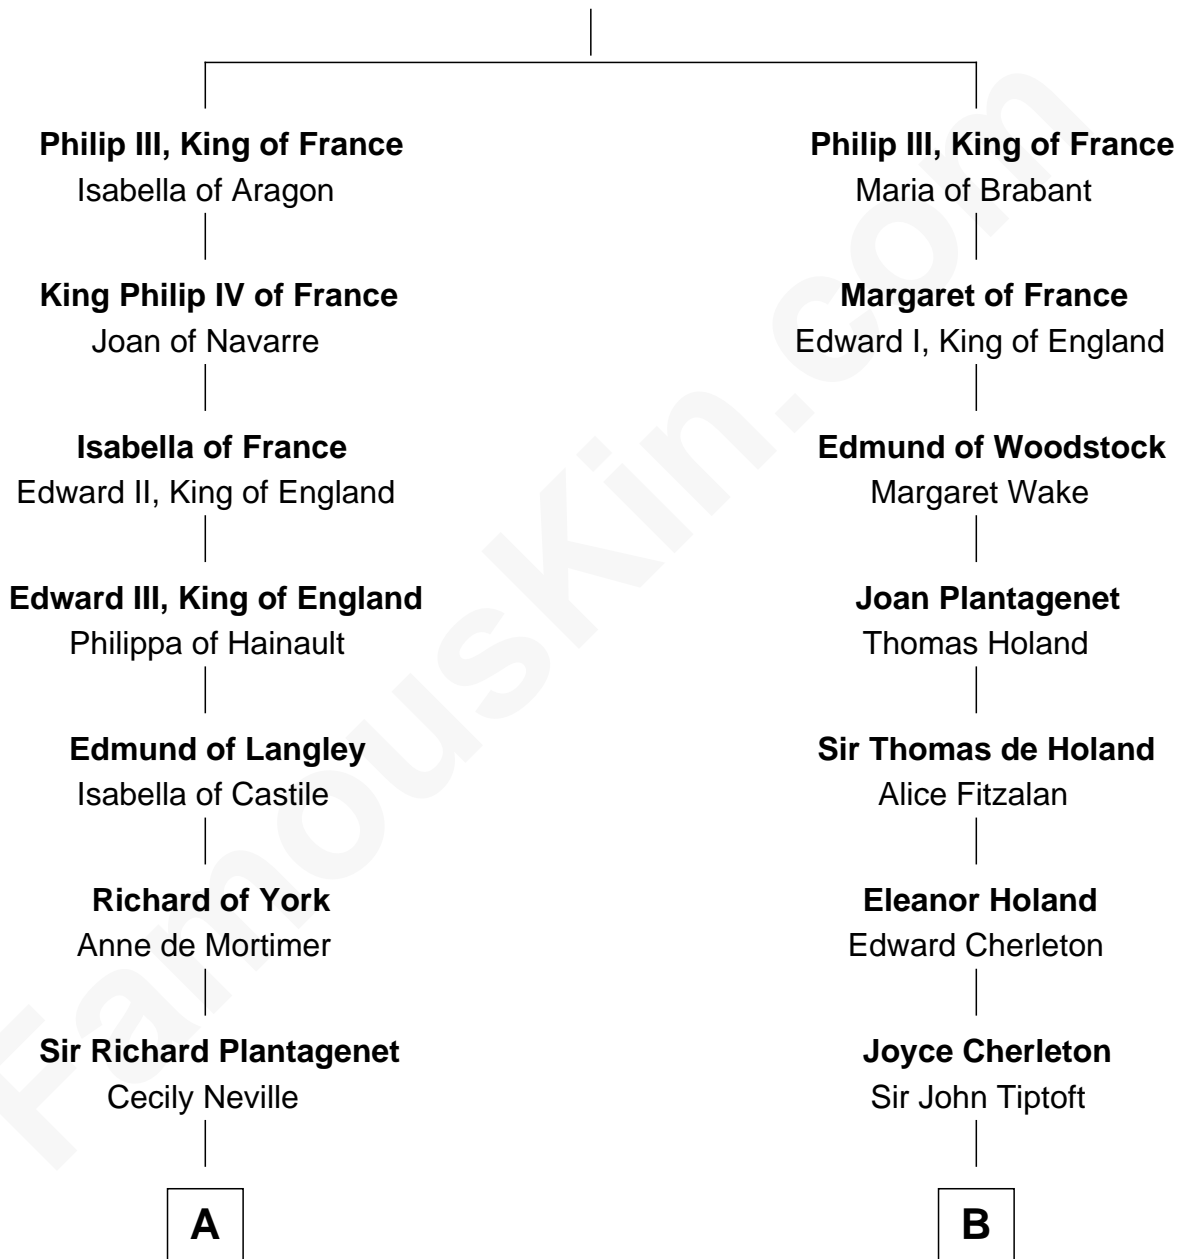 Philip III, King of France
Isabella of Aragon
King Philip IV of France
Joan of Navarre
Isabella of France
Edward II, King of England
Edward III, King of England
Philippa of Hainault
Edmund of Langley
Isabella of Castile
Richard of York
Anne de Mortimer
Sir Richard Plantagenet
Cecily Neville
A
Philip III, King of France
Maria of Brabant
Margaret of France
Edward I, King of England
Edmund of Woodstock
Margaret Wake
Joan Plantagenet
Thomas Holand
Sir Thomas de Holand
Alice Fitzalan
Eleanor Holand
Edward Cherleton
Joyce Cherleton
Sir John Tiptoft
B
FamousKin.com